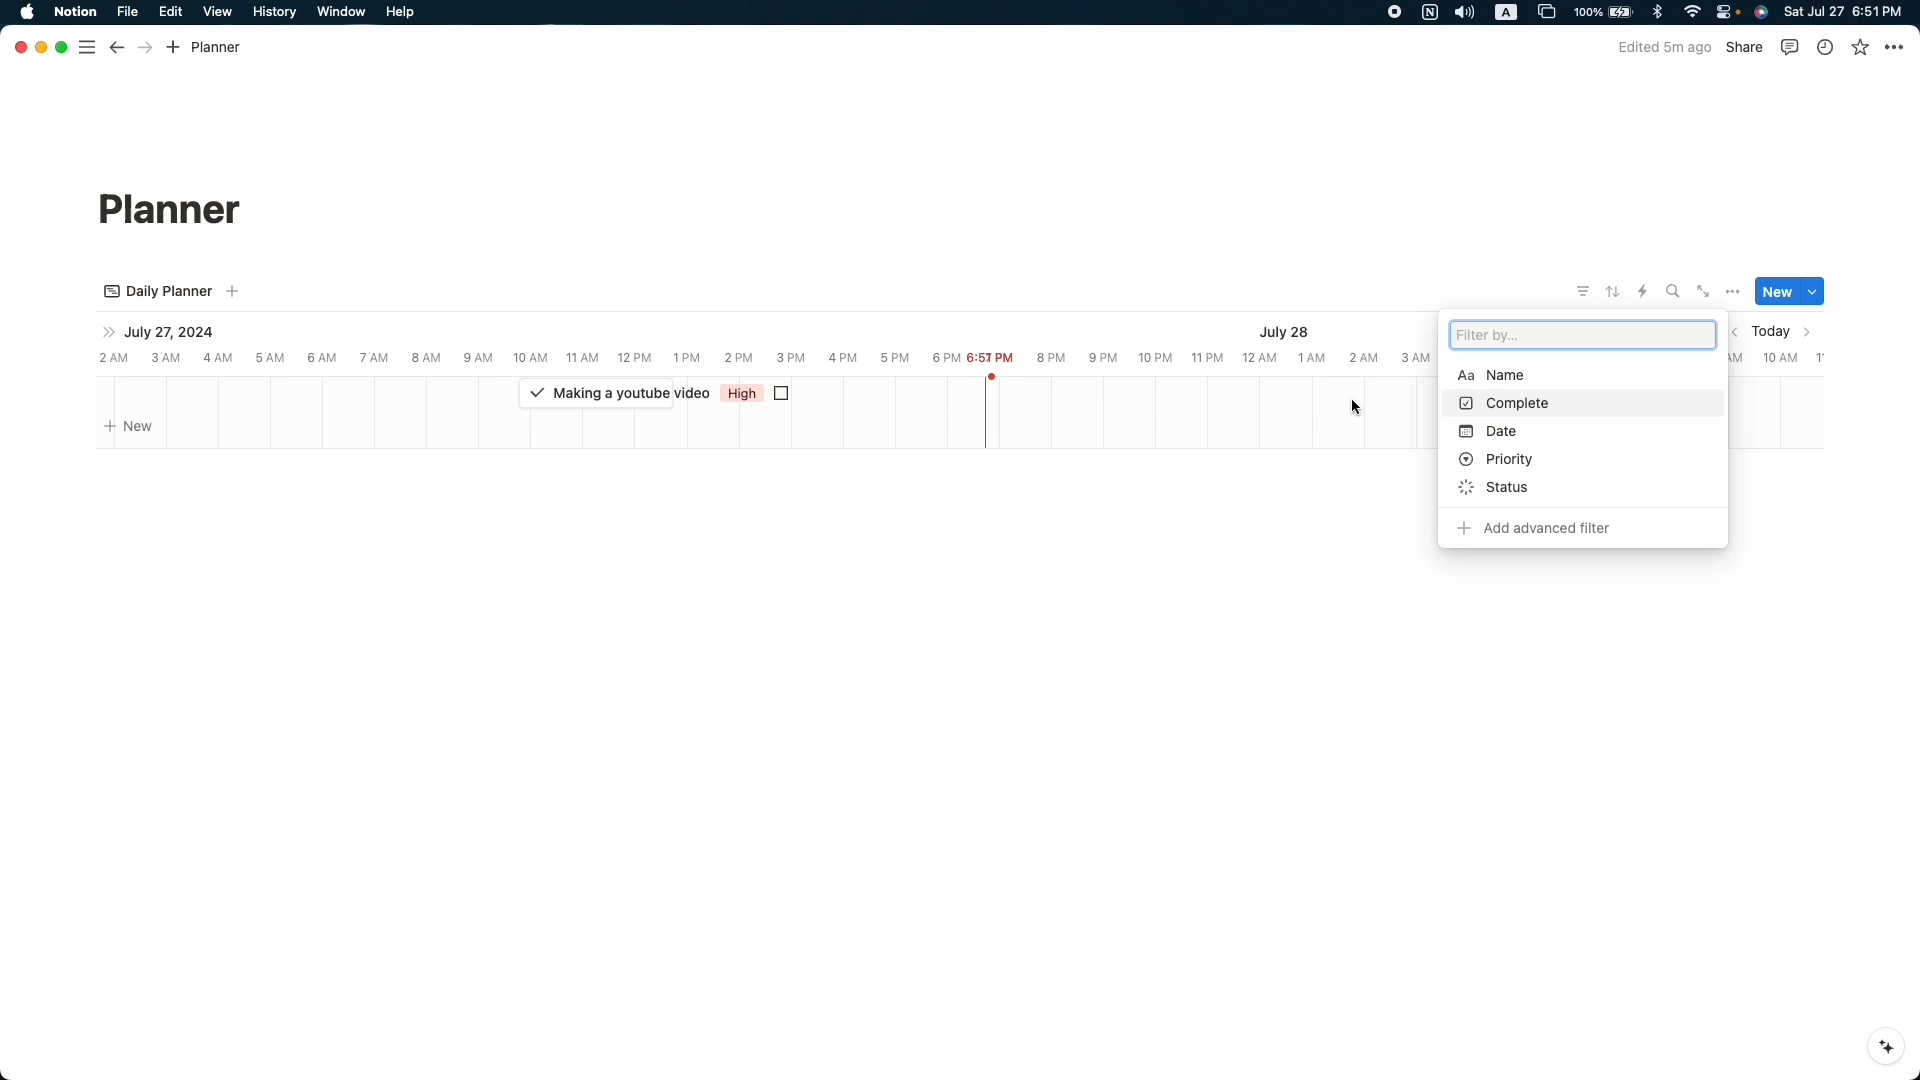 Notion File Edit View History Window Help N A 100% Sat Jul 27 6:51 PM
Planner Edited 5m ago Share
Planner
Daily Planner New
July 27, 2024 July 28 Today
2 AM 3 AM 4 AM 5 AM 6 AM 7 AM 8 AM 9 AM 10 AM 11 AM 12 PM 1 PM 2 PM 3 PM 4 PM 5 PM 6 PM 6:51 PM 8 PM 9 PM 10 PM 11 PM 12 AM 1 AM 2 AM 3 AM AM 10 AM
Making a youtube video High
New
Filter by...
Aa Name
Complete
Date
Priority
Status
Add advanced filter